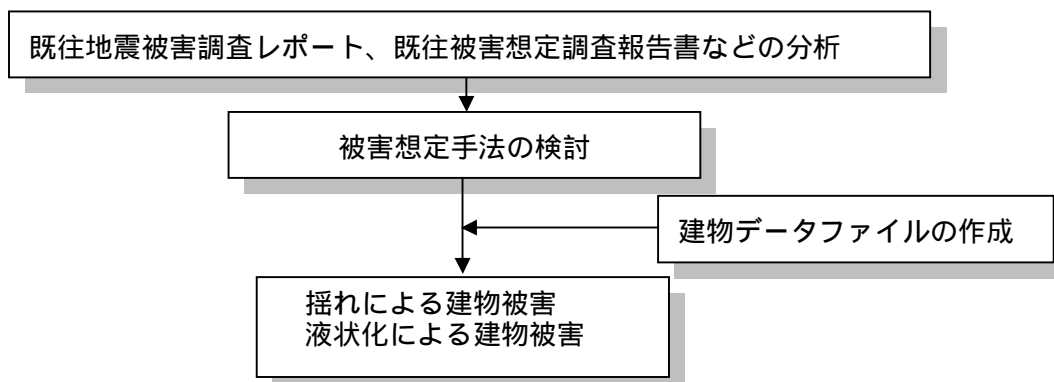 既往地震被害調査レポート、既往被害想定調査報告書などの分析
被害想定手法の検討
建物データファイルの作成
揺れによる建物被害
液状化による建物被害